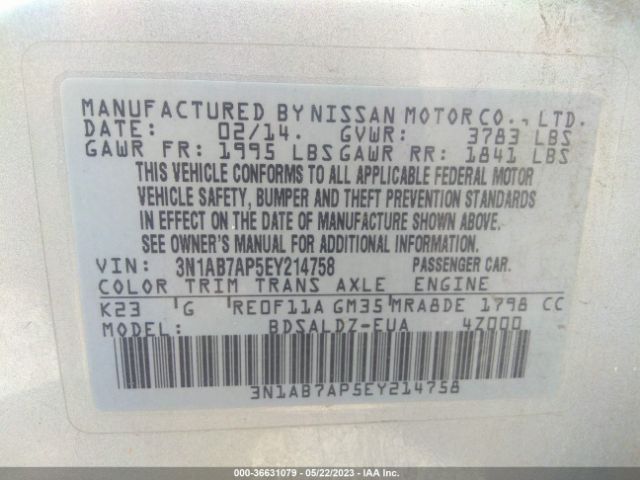 MANUFACTURED BY NISSAN MOTOR CO., LTD.
DATE: 02/14. GVWR: 3783 LBS
GAWR FR: 1995 LBS GAWR RR: 1841 LBS
THIS VEHICLE CONFORMS TO ALL APPLICABLE FEDERAL MOTOR
VEHICLE SAFETY, BUMPER AND THEFT PREVENTION STANDARDS
IN EFFECT ON THE DATE OF MANUFACTURE SHOWN ABOVE.
SEE OWNER'S MANUAL FOR ADDITIONAL INFORMATION.
VIN: 3N1AB7AP5EY214758 PASSENGER CAR.
COLOR TRIM TRANS AXLE ENGINE
K23 G RE0F11A GM35 MRA8DE 1798 CC
MODEL: BDSALDZ-EUA 4Z000
3N1AB7AP5EY214758
000-36631079 - 05/22/2023 - IAA Inc.